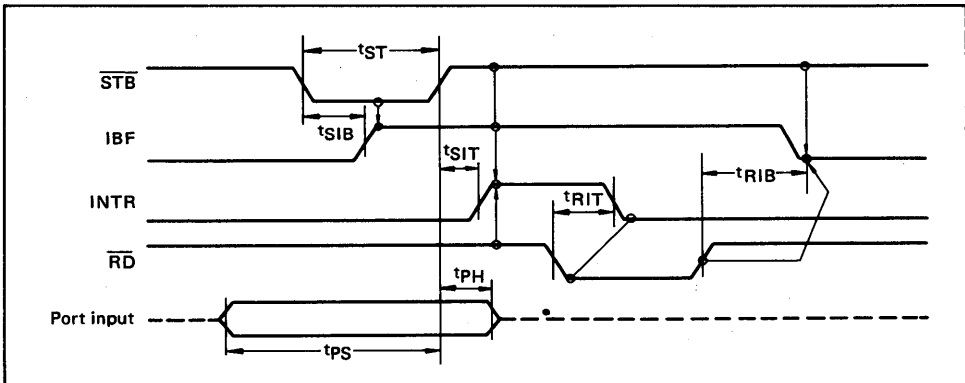 tST
STB
tSIB
IBF
tSIT
tRIB
INTR
tRIT
RD
tPH
Port input
tPS